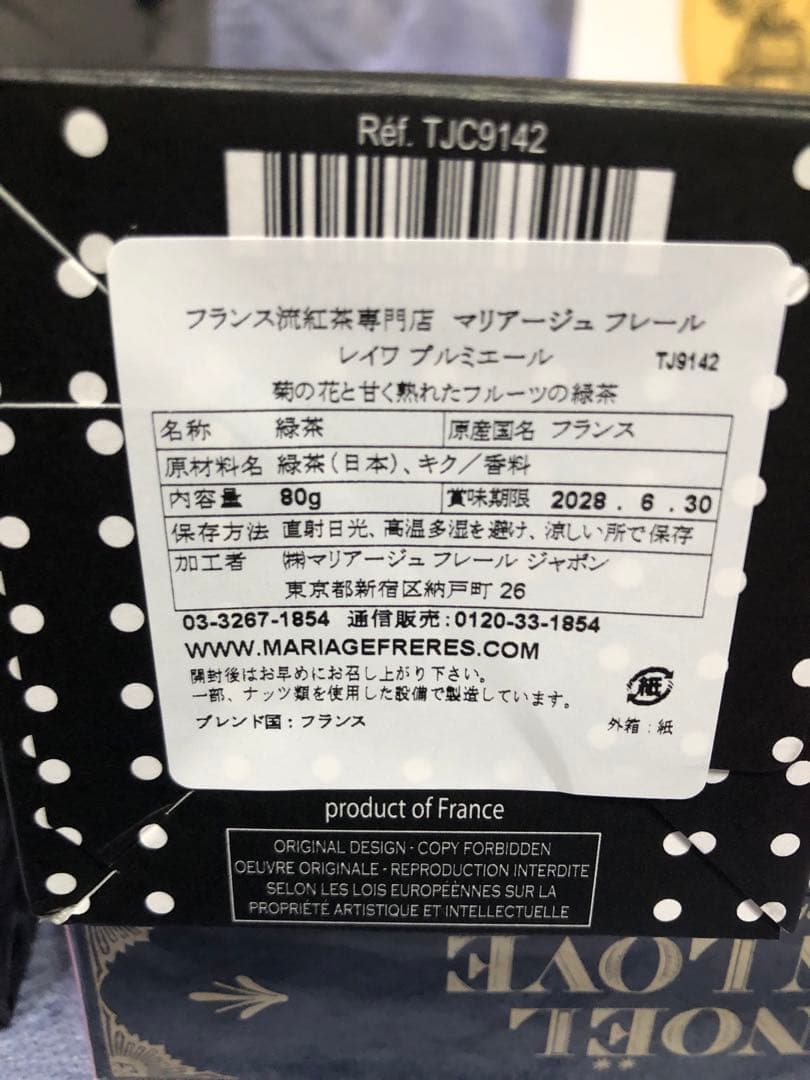 Réf. TJC9142
フランス流紅茶専門店 マリアージュ フレール
レイワ プルミエール TJ9142
菊の花と甘く熟れたフルーツの緑茶
名称 緑茶 原産国名 フランス
原材料名 緑茶(日本)、キク/香料
内容量 80g 賞味期限 2028 . 6 . 30
保存方法 直射日光、高温多湿を避け、涼しい所で保存
加工者 ㈱マリアージュ フレール ジャポン
東京都新宿区納戸町 26
03-3267-1854 通信販売:0120-33-1854
WWW.MARIAGEFRERES.COM
開封後はお早めにお召し上がり下さい。
一部、ナッツ類を使用した設備で製造しています。
紙
ブレンド国:フランス 外箱:紙
product of France
ORIGINAL DESIGN - COPY FORBIDDEN
OEUVRE ORIGINALE - REPRODUCTION INTERDITE
SELON LES LOIS EUROPÉENNES SUR LA
PROPRIÉTÉ ARTISTIQUE ET INTELLECTUELLE
NOËL
LOVE